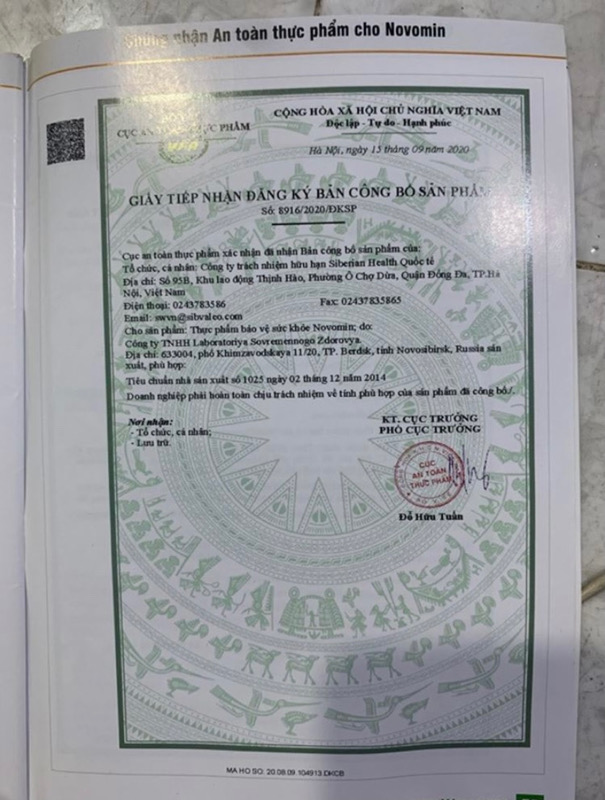 Chứng nhận An toàn thực phẩm cho Novomin
CỤC AN TOÀN THỰC PHẨM
CỘNG HÒA XÃ HỘI CHỦ NGHĨA VIỆT NAM
Độc lập - Tự do - Hạnh phúc
Hà Nội, ngày 15 tháng 09 năm 2020
GIẤY TIẾP NHẬN ĐĂNG KÝ BẢN CÔNG BỐ SẢN PHẨM
Số: 8916/2020/ĐKSP
Cục an toàn thực phẩm xác nhận đã nhận Bản công bố sản phẩm của:
Tổ chức, cá nhân: Công ty trách nhiệm hữu hạn Siberian Health Quốc tế
Địa chỉ: Số 95B, Khu lao động Thịnh Hào, Phường Ô Chợ Dừa, Quận Đống Đa, TP.Hà
Nội, Việt Nam
Điện thoại: 0243783586 Fax: 02437835865
Email: swvn@sibvaleo.com
Cho sản phẩm: Thực phẩm bảo vệ sức khỏe Novomin; do:
Công ty TNHH Laboratoriya Sovremennogo Zdorovya.
Địa chỉ: 633004, phố Khimzavodskaya 11/20, TP. Berdsk, tỉnh Novosibirsk, Russia sản
xuất, phù hợp:
Tiêu chuẩn nhà sản xuất số 1025 ngày 02 tháng 12 năm 2014
Doanh nghiệp phải hoàn toàn chịu trách nhiệm về tính phù hợp của sản phẩm đã công bố./.
Nơi nhận:
- Tổ chức, cá nhân;
- Lưu trữ.
KT. CỤC TRƯỞNG
PHÓ CỤC TRƯỞNG
CỤC
AN TOÀN
THỰC PHẨM
Đỗ Hữu Tuấn
MA HO SO: 20.08.09.104913.DKCB